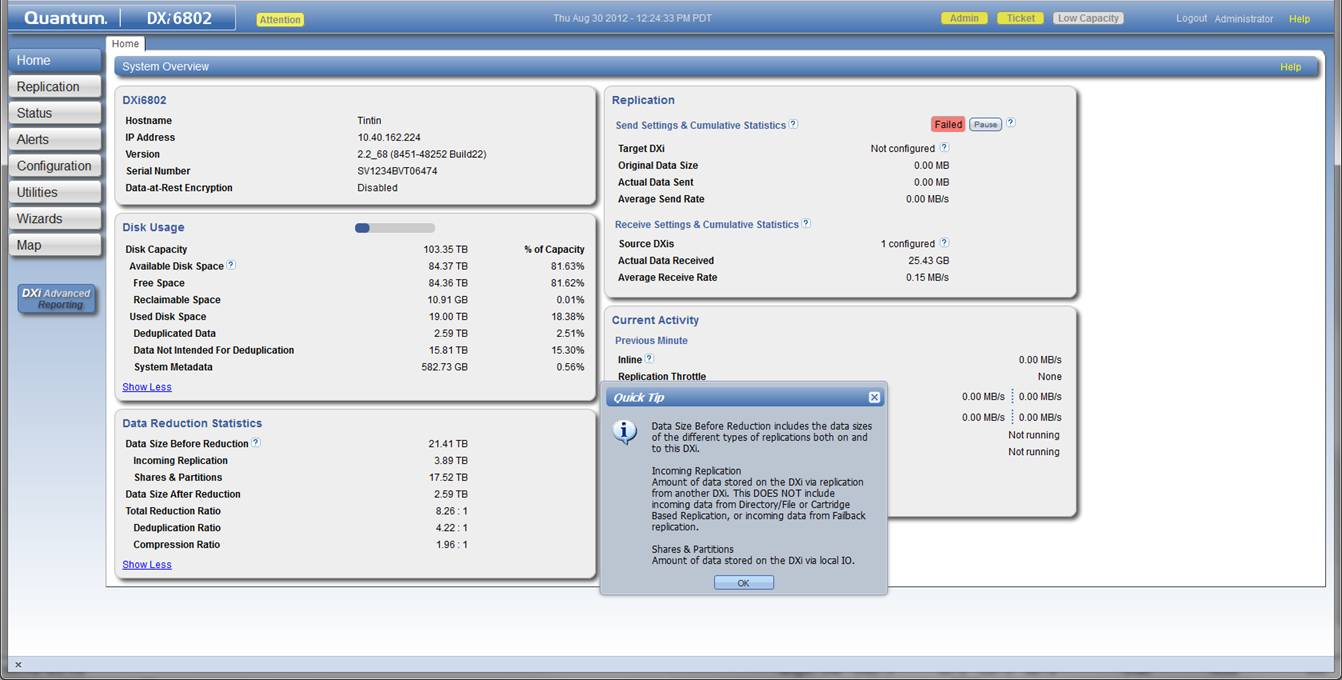 Quantum. DXi6802 Attention Thu Aug 30 2012 - 12:24:33 PM PDT Admin Ticket Low Capacity Logout Administrator Help
Home
Home
Replication
Status
Alerts
Configuration
Utilities
Wizards
Map
DXi Advanced
Reporting
System Overview Help
DXi6802
Hostname Tintin
IP Address 10.40.162.224
Version 2.2_68 (8451-48252 Build22)
Serial Number SV1234BVT06474
Data-at-Rest Encryption Disabled
Disk Usage
Disk Capacity 103.35 TB % of Capacity
Available Disk Space ? 84.37 TB 81.63%
Free Space 84.36 TB 81.62%
Reclaimable Space 10.91 GB 0.01%
Used Disk Space 19.00 TB 18.38%
Deduplicated Data 2.59 TB 2.51%
Data Not Intended For Deduplication 15.81 TB 15.30%
System Metadata 582.73 GB 0.56%
Show Less
Data Reduction Statistics
Data Size Before Reduction ? 21.41 TB
Incoming Replication 3.89 TB
Shares & Partitions 17.52 TB
Data Size After Reduction 2.59 TB
Total Reduction Ratio 8.26 : 1
Deduplication Ratio 4.22 : 1
Compression Ratio 1.96 : 1
Show Less
Replication
Send Settings & Cumulative Statistics ? Failed Pause ?
Target DXi Not configured ?
Original Data Size 0.00 MB
Actual Data Sent 0.00 MB
Average Send Rate 0.00 MB/s
Receive Settings & Cumulative Statistics ?
Source DXis 1 configured ?
Actual Data Received 25.43 GB
Average Receive Rate 0.15 MB/s
Current Activity
Previous Minute
Inline ? 0.00 MB/s
Replication Throttle None
0.00 MB/s 0.00 MB/s
0.00 MB/s 0.00 MB/s
Not running
Not running
Quick Tip
Data Size Before Reduction includes the data sizes
of the different types of replications both on and
to this DXi.
Incoming Replication
Amount of data stored on the DXi via replication
from another DXi. This DOES NOT include
incoming data from Directory/File or Cartridge
Based Replication, or incoming data from Failback
replication.
Shares & Partitions
Amount of data stored on the DXi via local IO.
OK